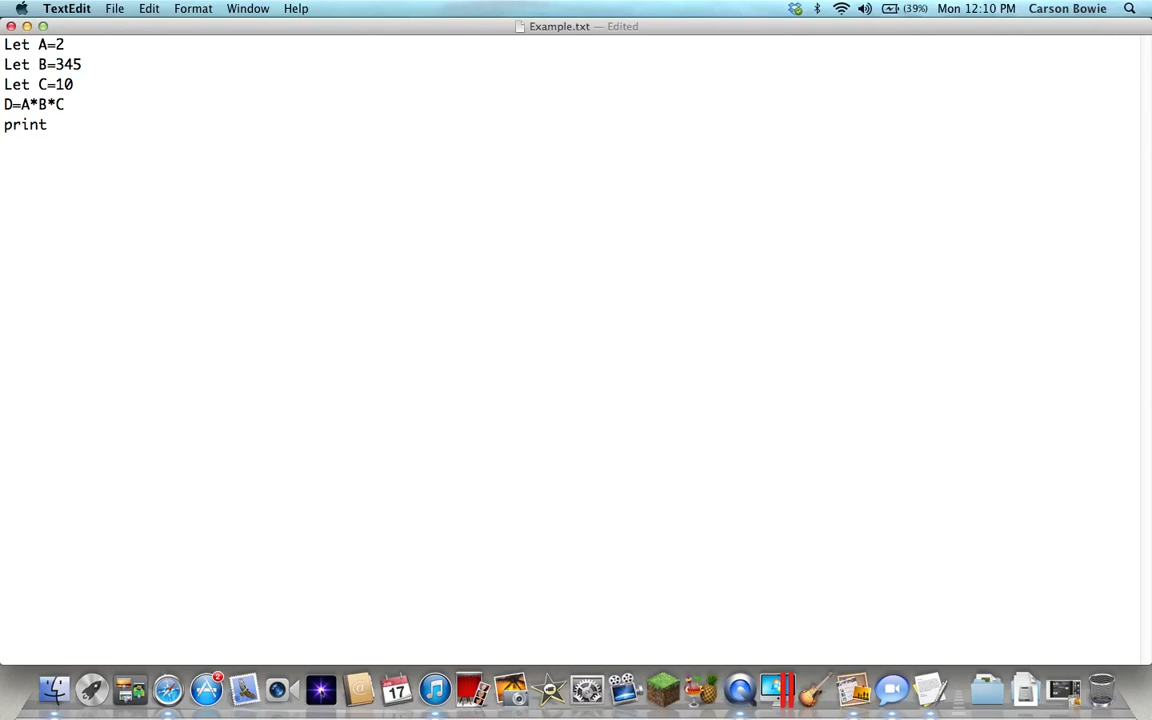 TextEdit File Edit Format Window Help (39%) Mon 12:10 PM Carson Bowie
Example.txt — Edited
Let A=2
Let B=345
Let C=10
D=A*B*C
print
2
17